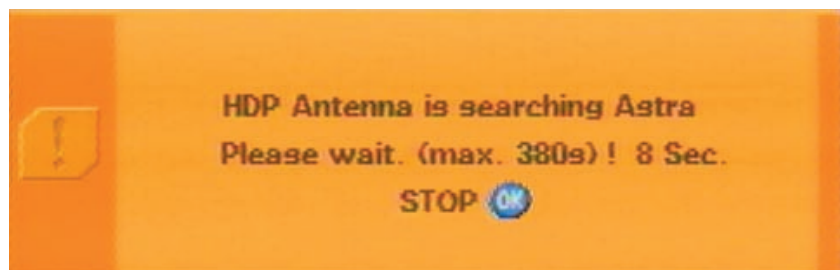 !
HDP Antenna is searching Astra
Please wait. (max. 380s) ! 8 Sec.
STOP OK